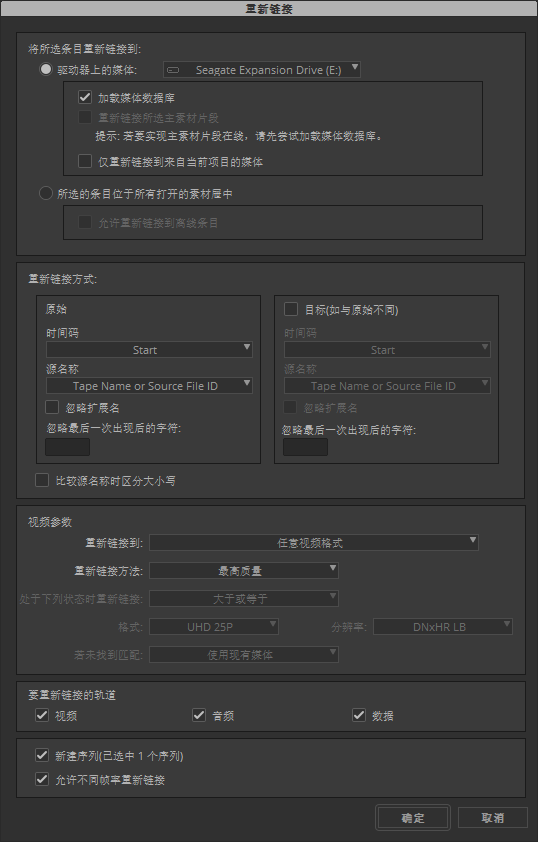 重新链接
将所选条目重新链接到:
驱动器上的媒体: Seagate Expansion Drive (E:)
加载媒体数据库
重新链接所选主素材片段
提示: 若要实现主素材片段在线，请先尝试加载媒体数据库。
仅重新链接到来自当前项目的媒体
所选的条目位于所有打开的素材屉中
允许重新链接到离线条目
重新链接方式:
原始
时间码
Start
源名称
Tape Name or Source File ID
忽略扩展名
忽略最后一次出现后的字符:
目标(如与原始不同)
时间码
Start
源名称
Tape Name or Source File ID
忽略扩展名
忽略最后一次出现后的字符:
比较源名称时区分大小写
视频参数
重新链接到: 任意视频格式
重新链接方法: 最高质量
处于下列状态时重新链接: 大于或等于
格式: UHD 25P 分辨率: DNxHR LB
若未找到匹配: 使用现有媒体
要重新链接的轨道
视频 音频 数据
新建序列(已选中 1 个序列)
允许不同帧率重新链接
确定 取消